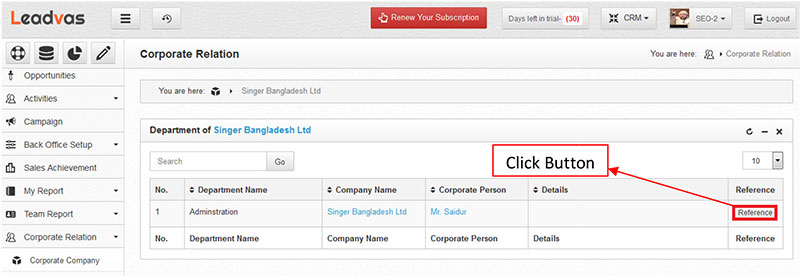 Leadvas
Renew Your Subscription
Days left in trial- (30)
CRM
SEO-2
Logout
Corporate Relation
You are here: Corporate Relation
Opportunities
Activities
Campaign
Back Office Setup
Sales Achievement
My Report
Team Report
Corporate Relation
Corporate Company
You are here: Singer Bangladesh Ltd
Department of Singer Bangladesh Ltd
Search Go
Click Button
10
No. Department Name Company Name Corporate Person Details Reference
1 Adminstration Singer Bangladesh Ltd Mr. Saidur Reference
No. Department Name Company Name Corporate Person Details Reference